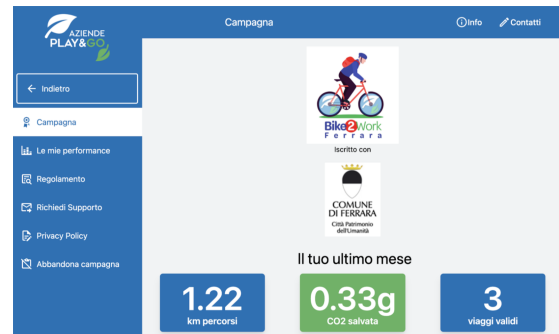 AZIENDE
PLAY&GO
Campagna
Info
Contatti
Indietro
Campagna
Le mie performance
Regolamento
Richiedi Supporto
Privacy Policy
Abbandona campagna
Bike2Work
Ferrara
Iscritto con
COMUNE
DI FERRARA
Città Patrimonio
dell'Umanità
Il tuo ultimo mese
1.22
km percorsi
0.33g
CO2 salvata
3
viaggi validi